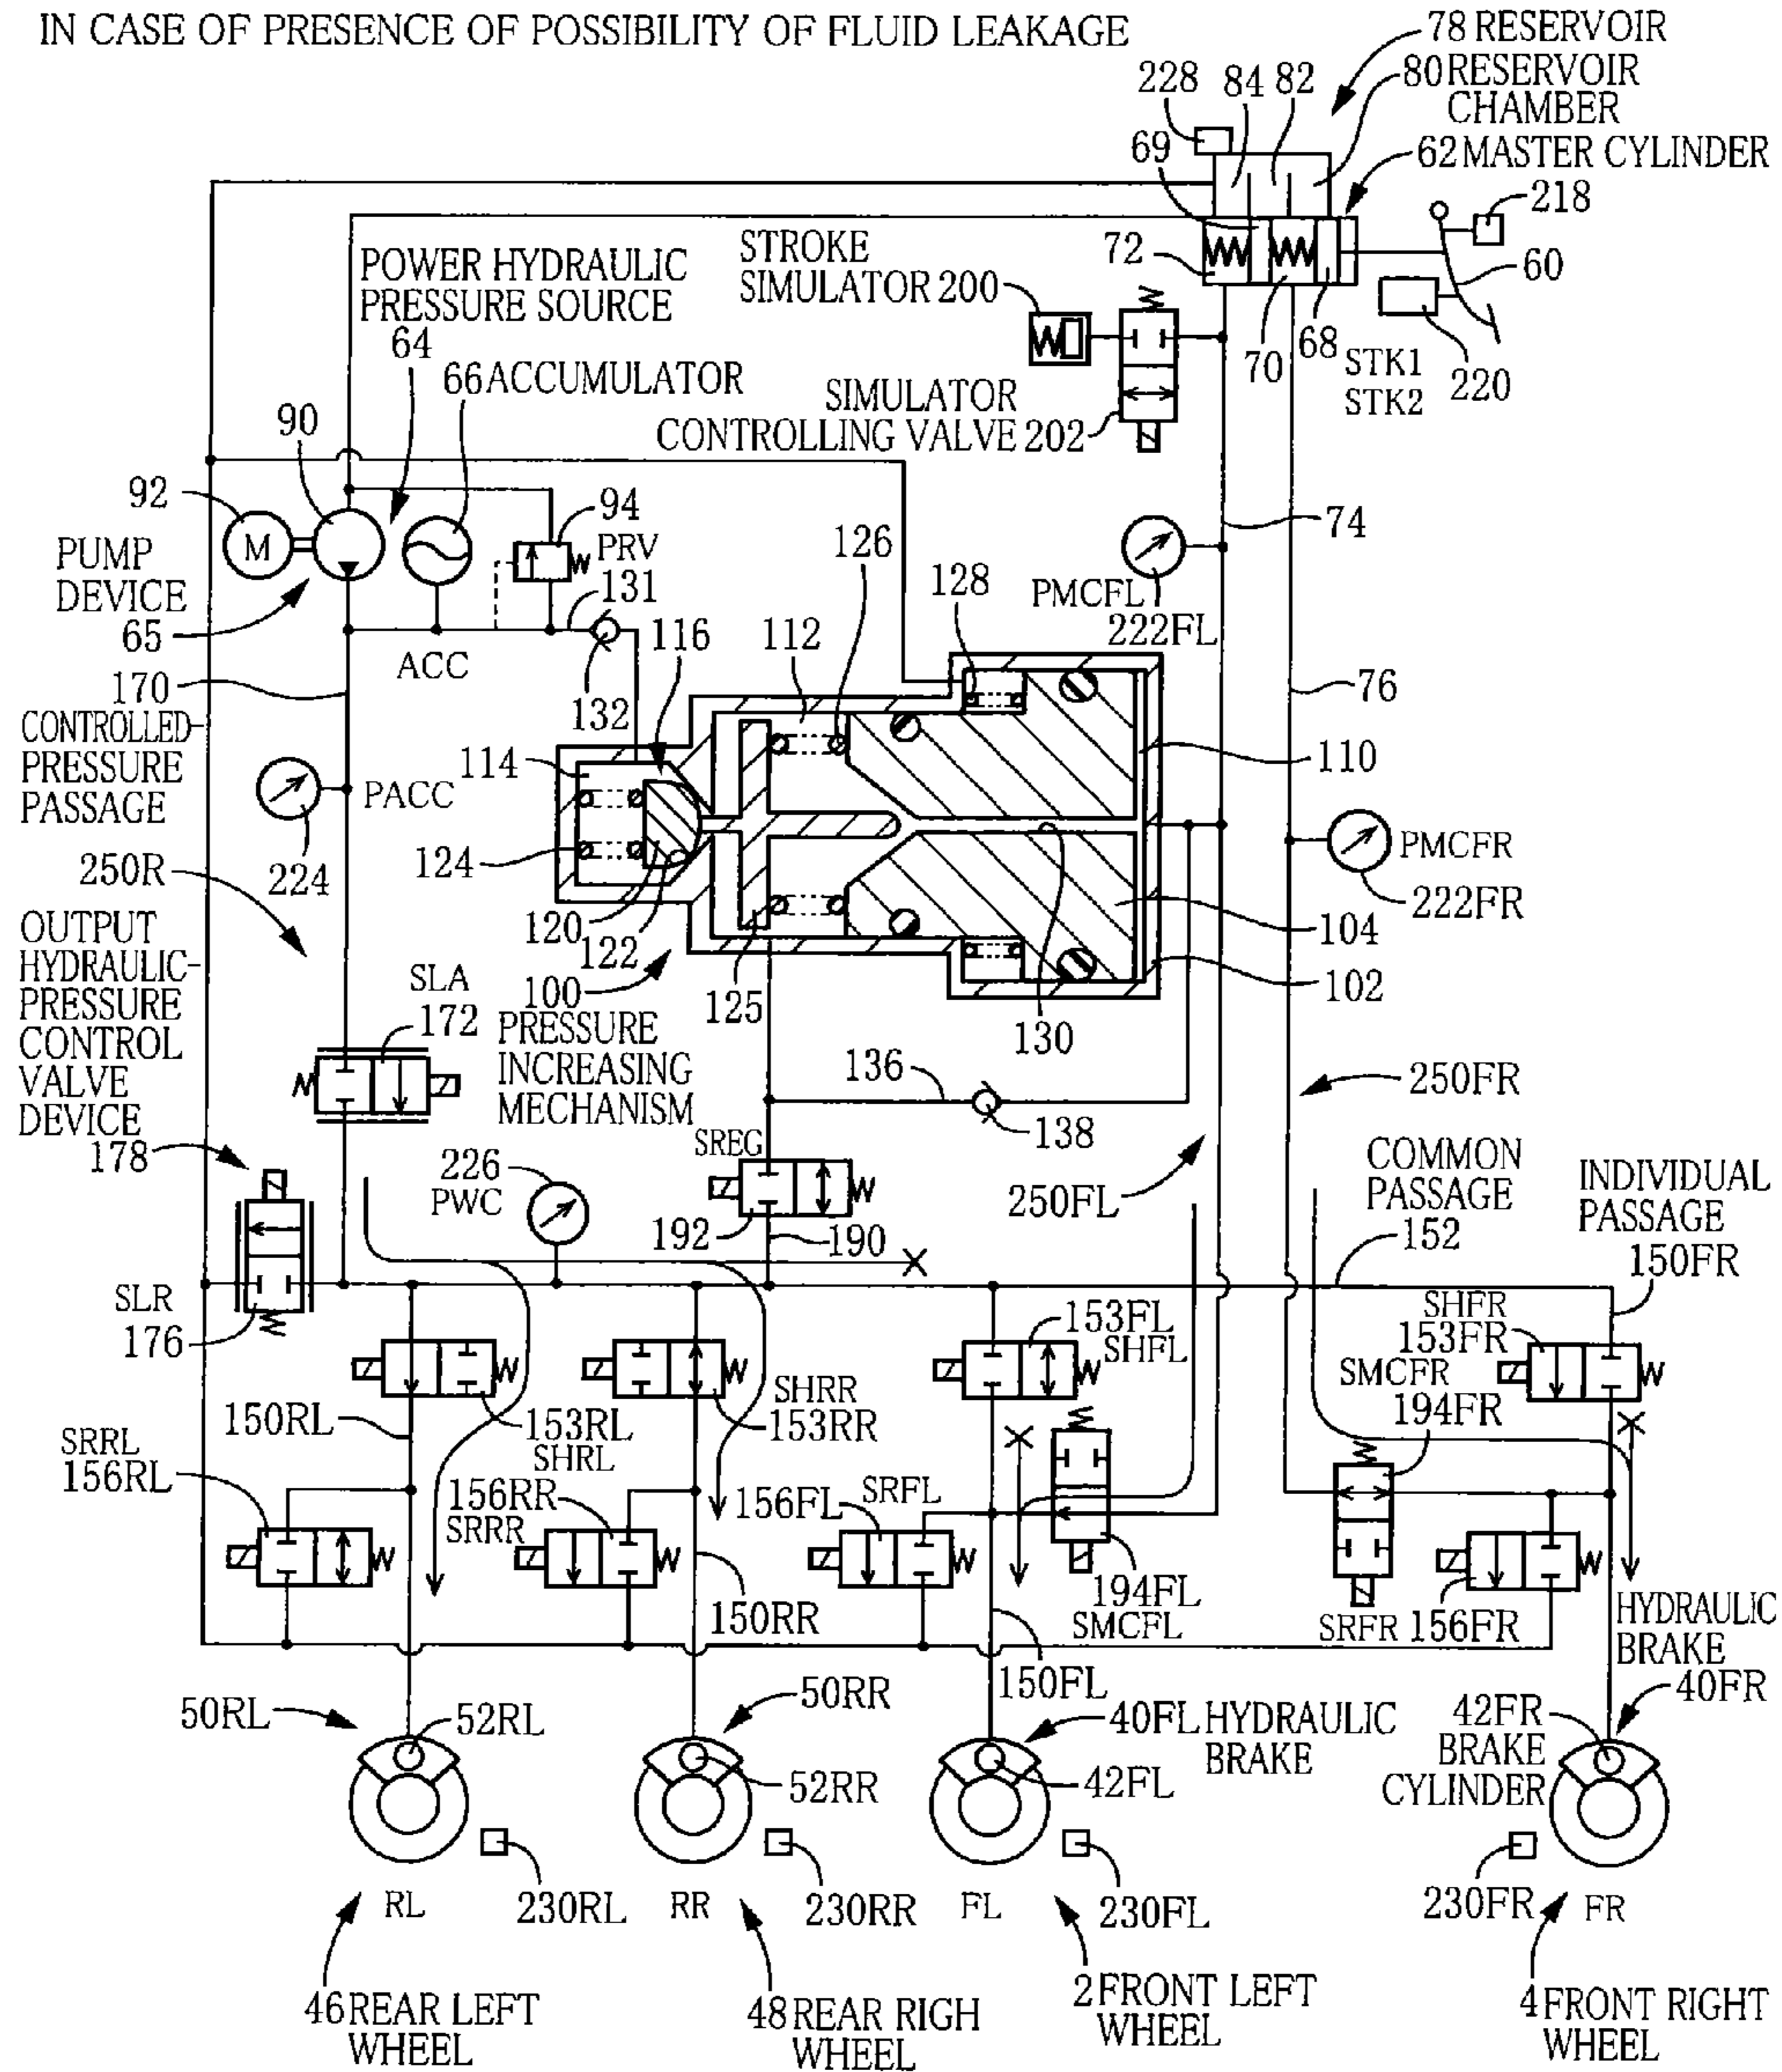 IN CASE OF PRESENCE OF POSSIBILITY OF FLUID LEAKAGE
78 RESERVOIR
228
84
82
80 RESERVOIR
CHAMBER
69
62 MASTER CYLINDER
218
72
STROKE
SIMULATOR 200
60
POWER HYDRAULIC
PRESSURE SOURCE
64
70
68
STK1
STK2
220
66 ACCUMULATOR
90
SIMULATOR
CONTROLLING VALVE 202
92
M
94
PRV
126
74
PUMP
DEVICE
65
131
128
PMCFL
222FL
ACC
116
112
170
132
76
CONTROLLED
PRESSURE
PASSAGE
114
110
PACC
124
PMCFR
222FR
224
250R
120
122
104
OUTPUT
HYDRAULIC-
PRESSURE
CONTROL
VALVE
DEVICE
178
SLA
172
100
PRESSURE
INCREASING
MECHANISM
125
130
102
136
250FR
138
SREG
226
PWC
COMMON
PASSAGE
152
INDIVIDUAL
PASSAGE
150FR
250FL
192
190
SLR
176
153FL
SHFL
SHFR
153FR
SMCFR
194FR
150RL
153RL
SHRL
SHRR
153RR
SRRL
156RL
156RR
SRRR
156FL
SRFL
150RR
194FL
SMCFL
SRFR
156FR
HYDRAULIC
BRAKE
40FR
150FL
50RL
52RL
50RR
52RR
40FL HYDRAULIC
BRAKE
42FL
42FR
BRAKE
CYLINDER
RL
230RL
RR
230RR
FL
230FL
230FR
FR
46 REAR LEFT
WHEEL
48 REAR RIGH
WHEEL
2 FRONT LEFT
WHEEL
4 FRONT RIGHT
WHEEL